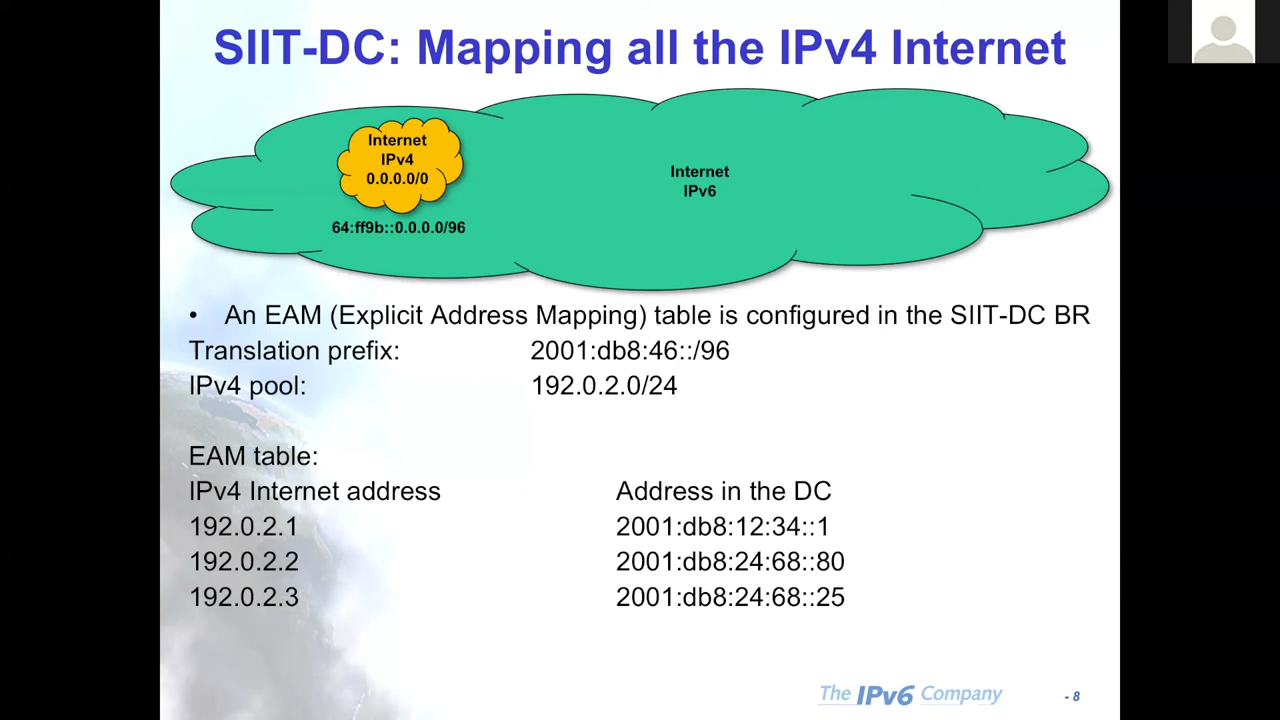 SIIT-DC: Mapping all the IPv4 Internet
Internet
IPv4
0.0.0.0/0
64:ff9b::0.0.0.0/96
Internet
IPv6
• An EAM (Explicit Address Mapping) table is configured in the SIIT-DC BR
Translation prefix: 2001:db8:46::/96
IPv4 pool: 192.0.2.0/24
EAM table:
IPv4 Internet address Address in the DC
192.0.2.1 2001:db8:12:34::1
192.0.2.2 2001:db8:24:68::80
192.0.2.3 2001:db8:24:68::25
The IPv6 Company - 8